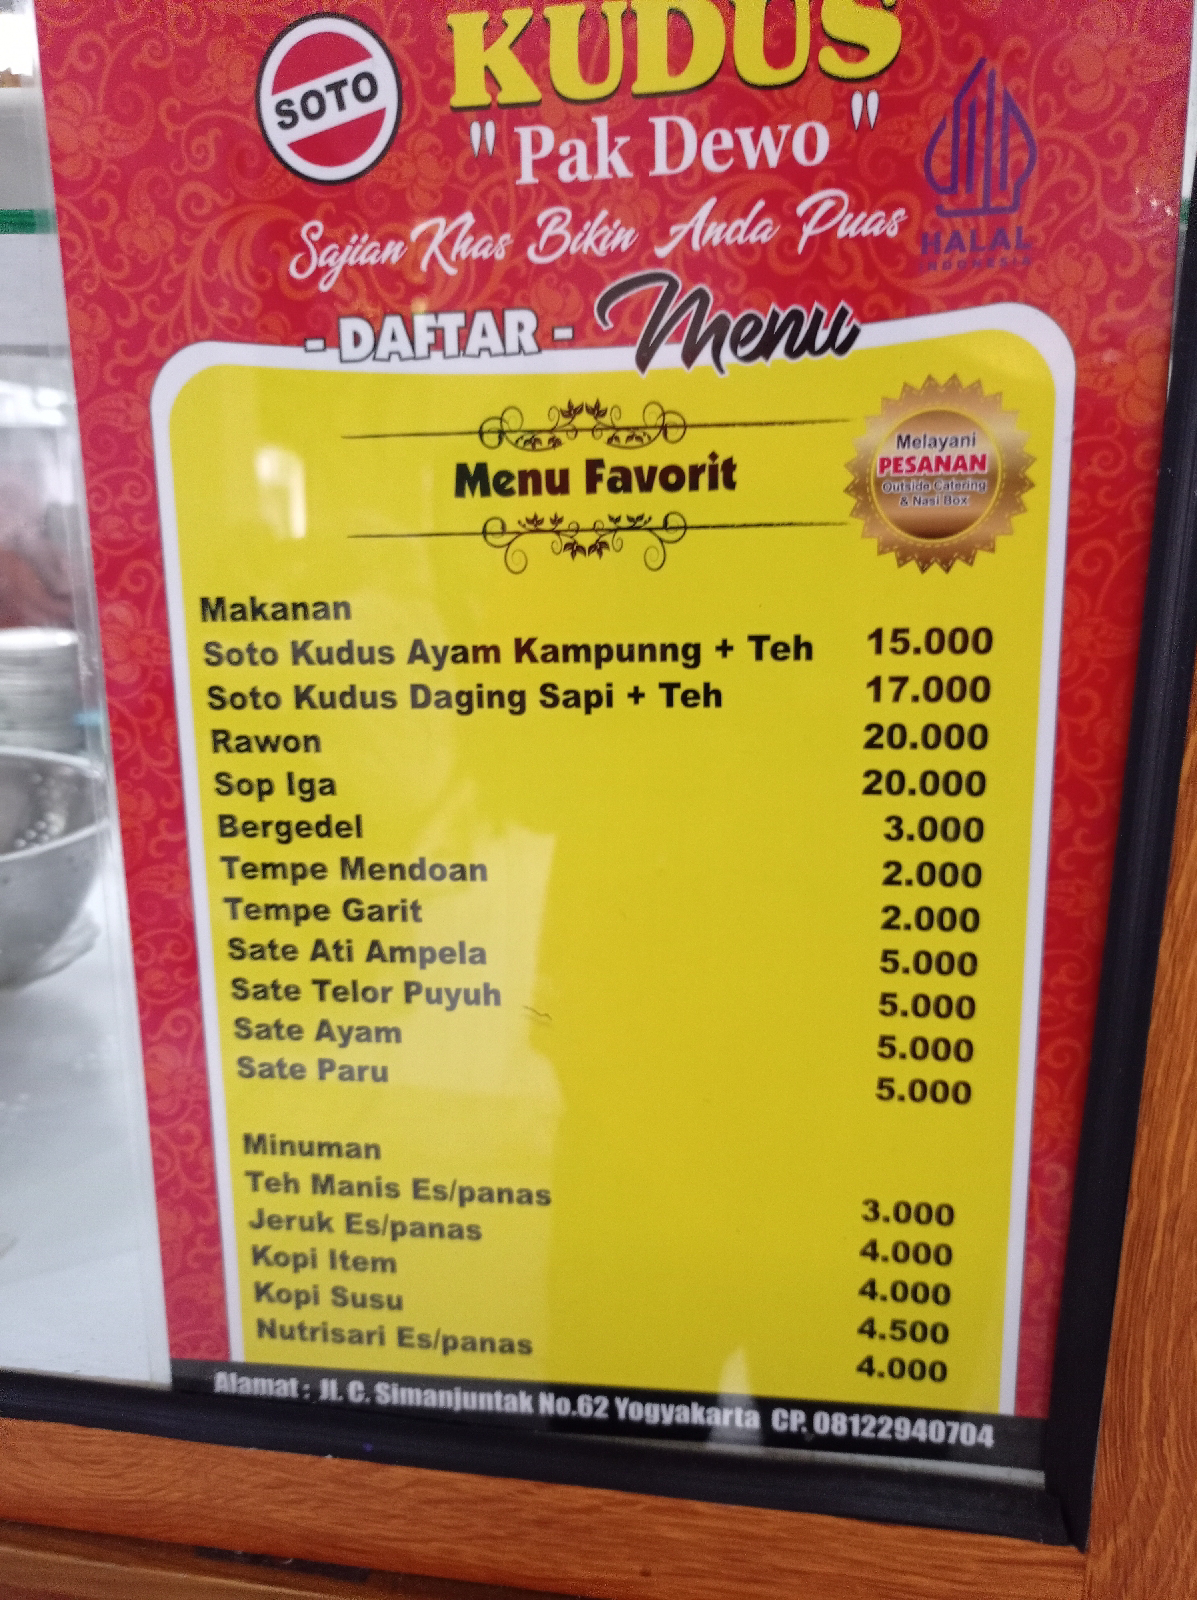 KUDUS
SOTO
" Pak Dewo "
Sajian Khas Bikin Anda Puas
HALAL
INDONESIA
- DAFTAR - Menu
Menu Favorit
Melayani
PESANAN
Outside Catering
& Nasi Box
Makanan
Soto Kudus Ayam Kampunng + Teh 15.000
Soto Kudus Daging Sapi + Teh 17.000
Rawon 20.000
Sop Iga 20.000
Bergedel 3.000
Tempe Mendoan 2.000
Tempe Garit 2.000
Sate Ati Ampela 5.000
Sate Telor Puyuh 5.000
Sate Ayam 5.000
Sate Paru 5.000
Minuman
Teh Manis Es/panas 3.000
Jeruk Es/panas 4.000
Kopi Item 4.000
Kopi Susu 4.500
Nutrisari Es/panas 4.000
Alamat : Jl. C. Simanjuntak No.62 Yogyakarta CP. 08122940704